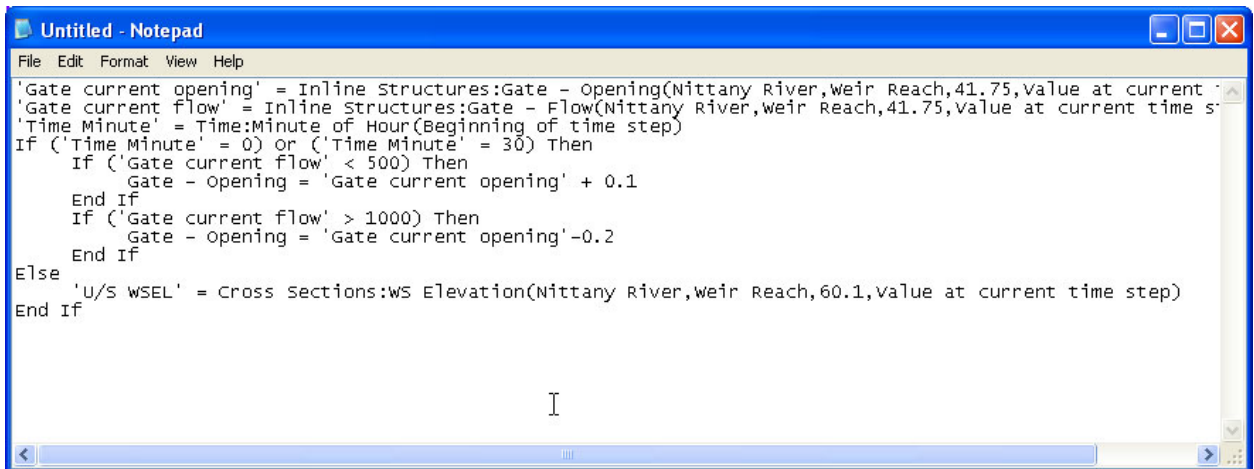 Untitled - Notepad
File Edit Format View Help
'Gate current opening' = Inline Structures:Gate - Opening(Nittany River,Weir Reach,41.75,Value at current
'Gate current flow' = Inline Structures:Gate - Flow(Nittany River,Weir Reach,41.75,Value at current time
'Time Minute' = Time:Minute of Hour(Beginning of time step)
If ('Time Minute' = 0) Or ('Time Minute' = 30) Then
     If ('Gate current flow' < 500) Then
          Gate - Opening = 'Gate current opening' + 0.1
     End If
     If ('Gate current flow' > 1000) Then
          Gate - Opening = 'Gate current opening'-0.2
     End If
Else
     'U/S WSEL' = Cross Sections:WS Elevation(Nittany River,Weir Reach,60.1,Value at current time step)
End If